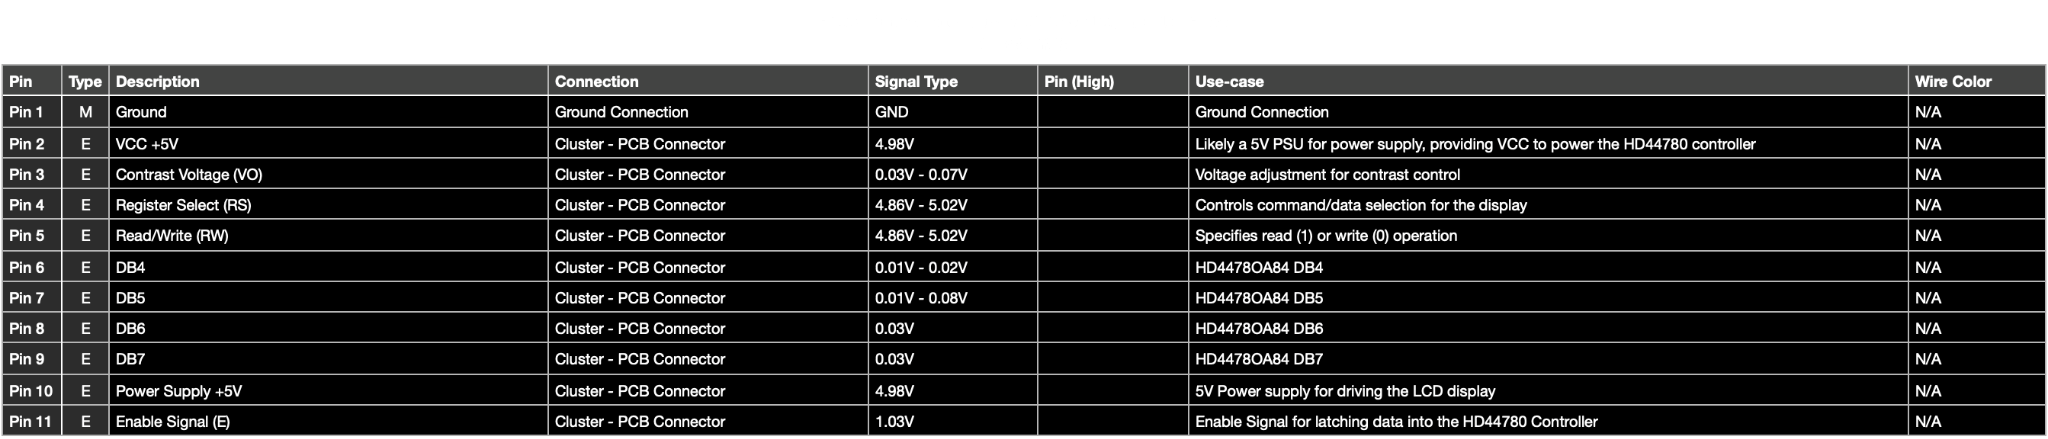 Pin Type Description Connection Signal Type Pin (High) Use-case Wire Color
Pin 1 M Ground Ground Connection GND Ground Connection N/A
Pin 2 E VCC +5V Cluster - PCB Connector 4.98V Likely a 5V PSU for power supply, providing VCC to power the HD44780 controller N/A
Pin 3 E Contrast Voltage (VO) Cluster - PCB Connector 0.03V - 0.07V Voltage adjustment for contrast control N/A
Pin 4 E Register Select (RS) Cluster - PCB Connector 4.86V - 5.02V Controls command/data selection for the display N/A
Pin 5 E Read/Write (RW) Cluster - PCB Connector 4.86V - 5.02V Specifies read (1) or write (0) operation N/A
Pin 6 E DB4 Cluster - PCB Connector 0.01V - 0.02V HD4478OA84 DB4 N/A
Pin 7 E DB5 Cluster - PCB Connector 0.01V - 0.08V HD4478OA84 DB5 N/A
Pin 8 E DB6 Cluster - PCB Connector 0.03V HD4478OA84 DB6 N/A
Pin 9 E DB7 Cluster - PCB Connector 0.03V HD4478OA84 DB7 N/A
Pin 10 E Power Supply +5V Cluster - PCB Connector 4.98V 5V Power supply for driving the LCD display N/A
Pin 11 E Enable Signal (E) Cluster - PCB Connector 1.03V Enable Signal for latching data into the HD44780 Controller N/A